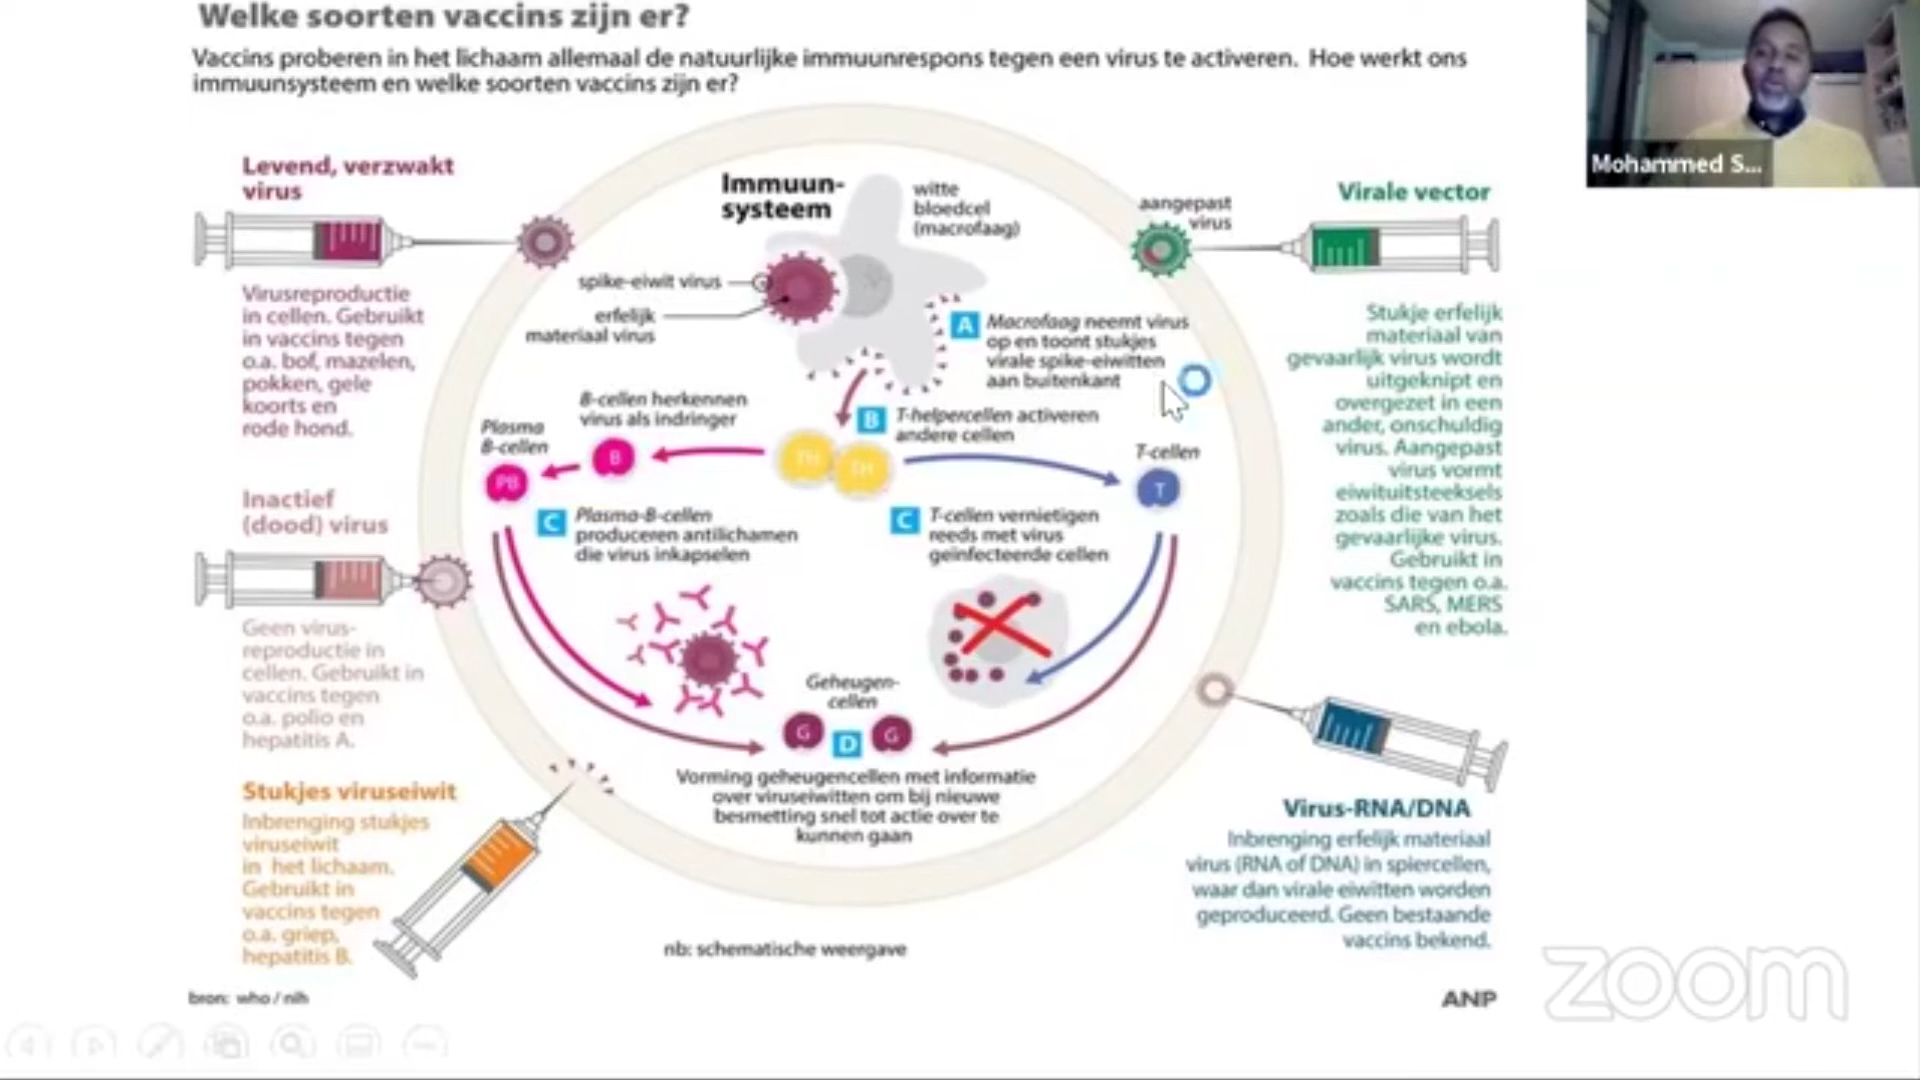 Welke soorten vaccins zijn er?
Vaccins proberen in het lichaam allemaal de natuurlijke immuunrespons tegen een virus te activeren. Hoe werkt ons
immuunsysteem en welke soorten vaccins zijn er?
Mohammed S...
Levend, verzwakt
virus
Virusreproductie
in cellen. Gebruikt
in vaccins tegen
o.a. bof, mazelen,
pokken, gele
koorts en
rode hond.
Inactief
(dood) virus
Geen virus-
reproductie in
cellen. Gebruikt in
vaccins tegen
o.a. polio en
hepatitis A.
Stukjes viruseiwit
Inbrenging stukjes
viruseiwit
in het lichaam.
Gebruikt in
vaccins tegen
o.a. griep,
hepatitis B.
Immuun-
systeem
witte
bloedcel
(macrofaag)
spike-eiwit virus
erfelijk
materiaal virus
A
Macrofaag neemt virus
op en toont stukjes
virale spike-eiwitten
aan buitenkant
B
T-helpercellen activeren
andere cellen
B-cellen herkennen
virus als indringer
Plasma
B-cellen
PB
B
TH
TH
T-cellen
T
C
Plasma-B-cellen
produceren antilichamen
die virus inkapselen
C
T-cellen vernietigen
reeds met virus
geïnfecteerde cellen
Geheugen-
cellen
G
D
G
Vorming geheugencellen met informatie
over viruseiwitten om bij nieuwe
besmetting snel tot actie over te
kunnen gaan
aangepast
virus
Virale vector
Stukje erfelijk
materiaal van
gevaarlijk virus wordt
uitgeknipt en
overgezet in een
ander, onschuldig
virus. Aangepast
virus vormt
eiwituitsteeksels
zoals die van het
gevaarlijke virus.
Gebruikt in
vaccins tegen o.a.
SARS, MERS
en ebola.
Virus-RNA/DNA
Inbrenging erfelijk materiaal
virus (RNA of DNA) in spiercellen,
waar dan virale eiwitten worden
geproduceerd. Geen bestaande
vaccins bekend.
nb: schematische weergave
bron: who / nih
ANP
zoom